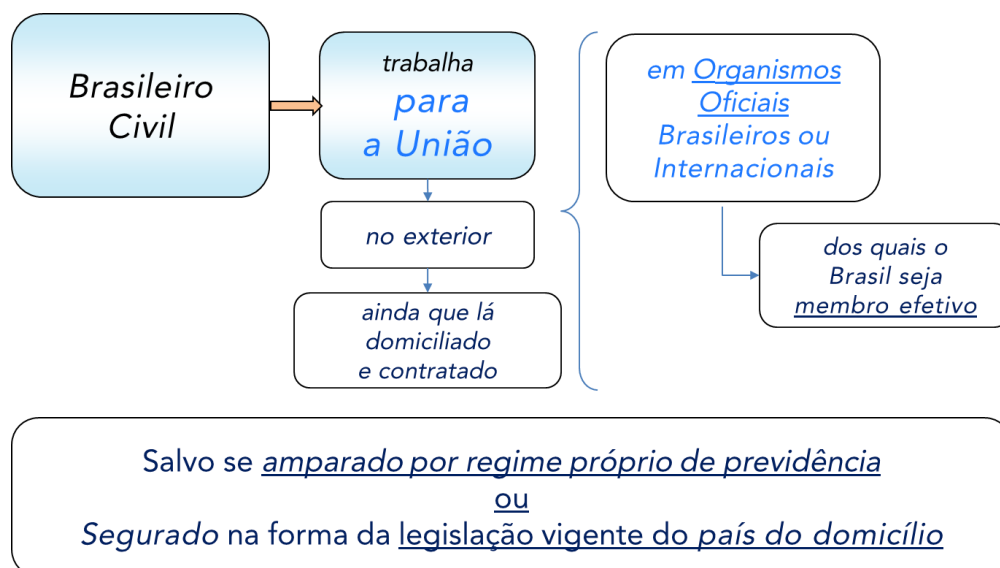 Brasileiro
Civil
trabalha
para
a União
no exterior
ainda que lá
domiciliado
e contratado
em Organismos
Oficiais
Brasileiros ou
Internacionais
dos quais o
Brasil seja
membro efetivo
Salvo se amparado por regime próprio de previdência
ou
Segurado na forma da legislação vigente do país do domicílio